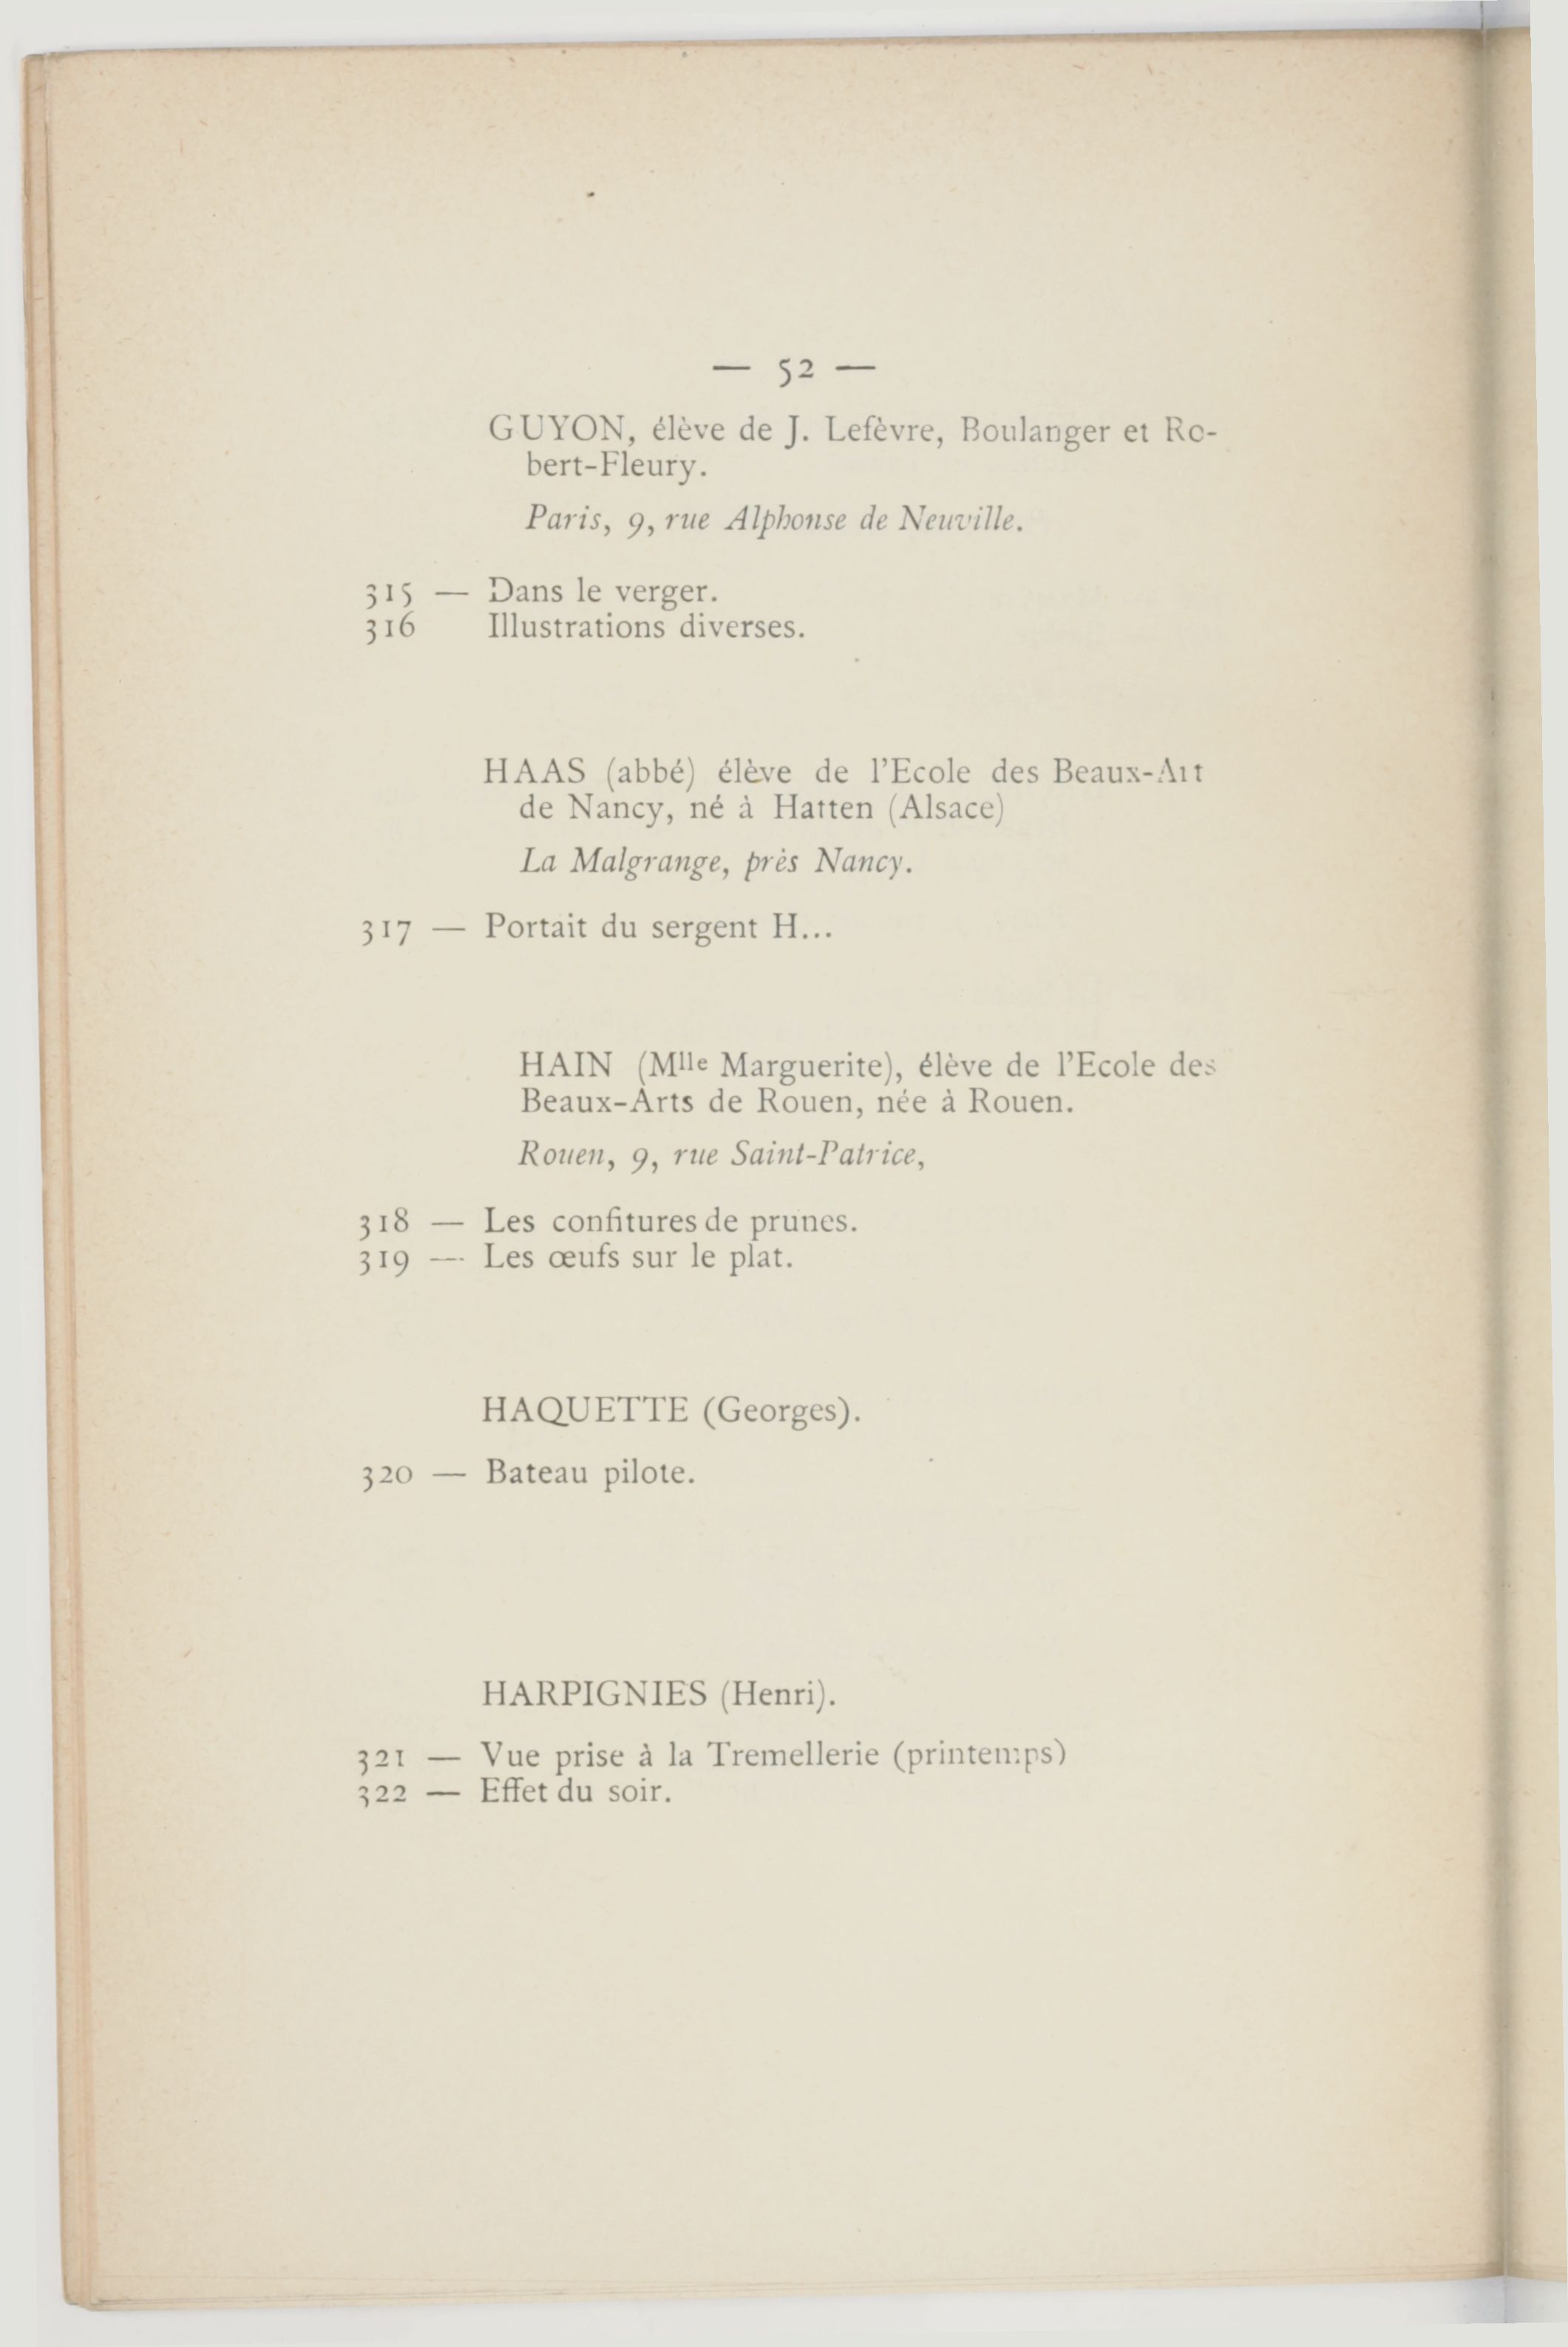 — 52 —
GUYON, élève de J. Lefèvre, Boulanger et Ro-
bert-Fleury.
Paris, 9, rue Alphonse de Neuville.
315 — Dans le verger.
316 Illustrations diverses.
HAAS (abbé) élève de l'Ecole des Beaux-Art
de Nancy, né à Hatten (Alsace)
La Malgrange, près Nancy.
317 — Portait du sergent H...
HAIN (Mlle Marguerite), élève de l'Ecole des
Beaux-Arts de Rouen, née à Rouen.
Rouen, 9, rue Saint-Patrice,
318 — Les confitures de prunes.
319 — Les œufs sur le plat.
HAQUETTE (Georges).
320 — Bateau pilote.
HARPIGNIES (Henri).
321 — Vue prise à la Tremellerie (printemps)
322 — Effet du soir.